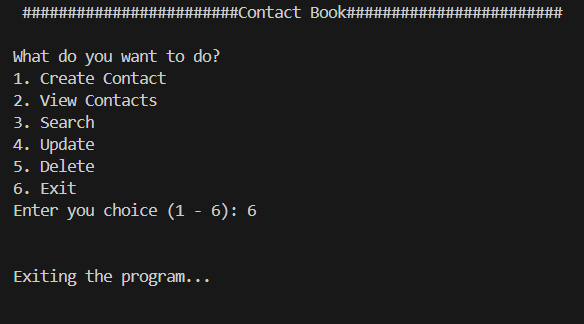 ########################Contact Book########################
What do you want to do?
1. Create Contact
2. View Contacts
3. Search
4. Update
5. Delete
6. Exit
Enter you choice (1 - 6): 6
Exiting the program...